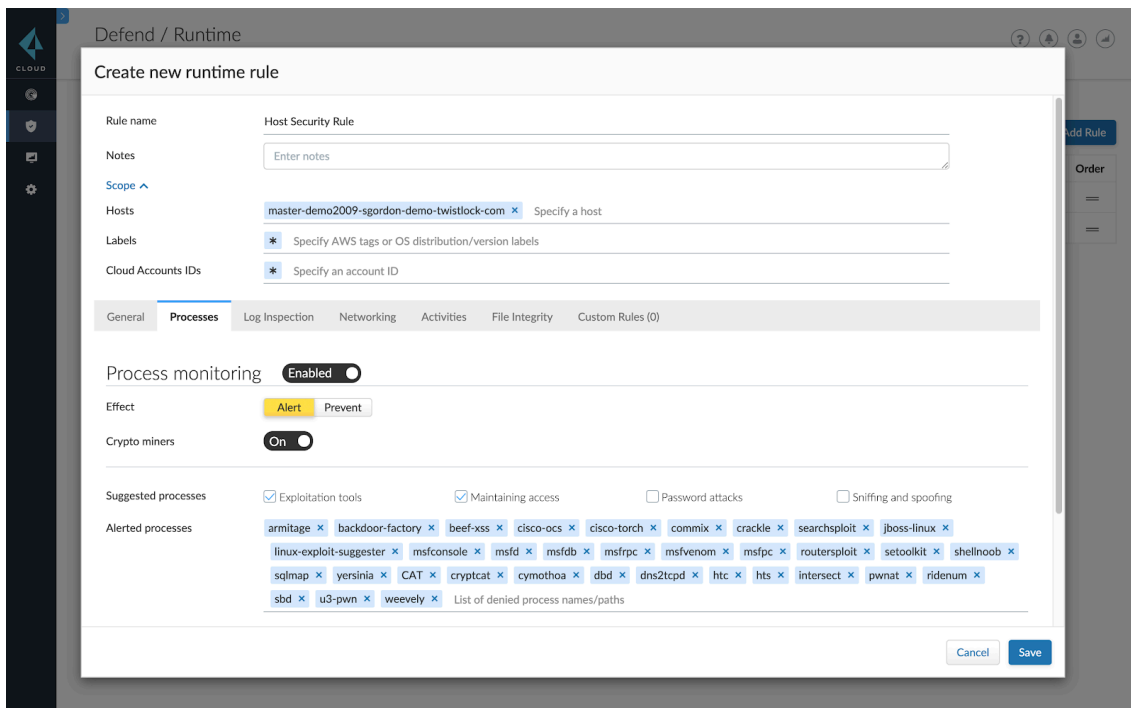 Defend / Runtime
CLOUD
Create new runtime rule
Rule name Host Security Rule
Add Rule
Notes Enter notes
Order
Scope
Hosts master-demo2009-sgordon-demo-twistlock-com × Specify a host
Labels * Specify AWS tags or OS distribution/version labels
Cloud Accounts IDs * Specify an account ID
General Processes Log Inspection Networking Activities File Integrity Custom Rules (0)
Process monitoring Enabled
Effect Alert Prevent
Crypto miners On
Suggested processes Exploitation tools Maintaining access Password attacks Sniffing and spoofing
Alerted processes armitage × backdoor-factory × beef-xss × cisco-ocs × cisco-torch × commix × crackle × searchsploit × jboss-linux ×
linux-exploit-suggester × msfconsole × msfd × msfdb × msfrpc × msfvenom × msfpc × routersploit × setoolkit × shellnoob ×
sqlmap × yersinia × CAT × cryptcat × cymothoa × dbd × dns2tcpd × htc × hts × intersect × pwnat × ridenum ×
sbd × u3-pwn × weevely × List of denied process names/paths
Cancel Save